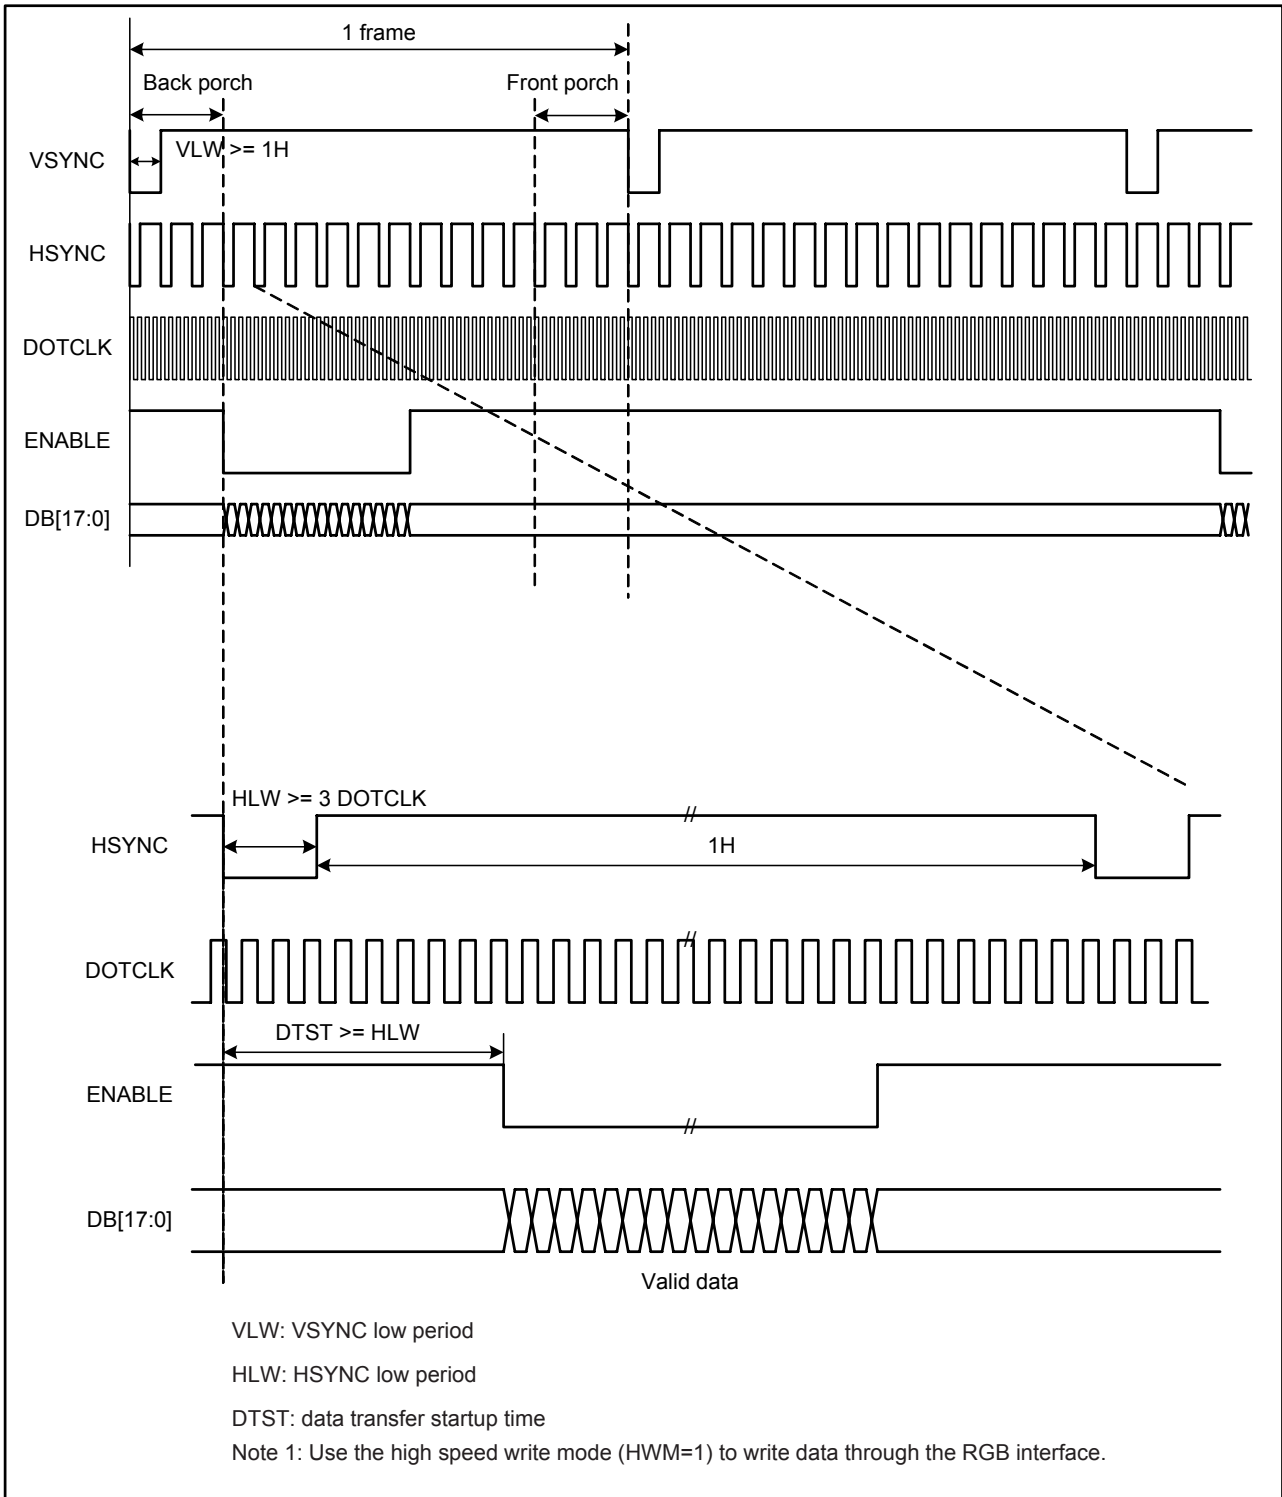 1 frame
Back porch
Front porch
VLW >= 1H
VSYNC
HSYNC
DOTCLK
ENABLE
DB[17:0]
HLW >= 3 DOTCLK
//
HSYNC
1H
//
DOTCLK
DTST >= HLW
ENABLE
//
DB[17:0]
Valid data
VLW: VSYNC low period
HLW: HSYNC low period
DTST: data transfer startup time
Note 1: Use the high speed write mode (HWM=1) to write data through the RGB interface.